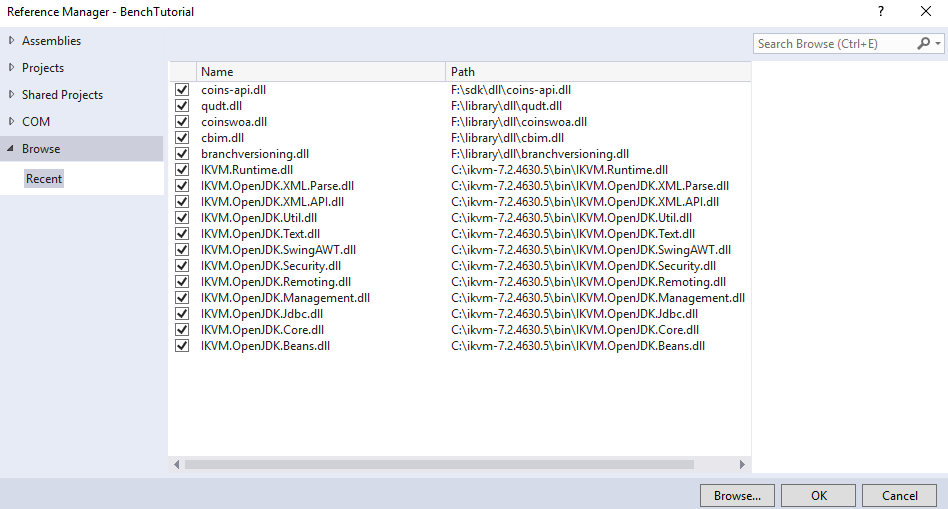 Reference Manager - BenchTutorial
?
Assemblies
Projects
Shared Projects
COM
Browse
Recent
Search Browse (Ctrl+E)
Name Path
coins-api.dll F:\sdk\dll\coins-api.dll
qudt.dll F:\library\dll\qudt.dll
coinswoa.dll F:\library\dll\coinswoa.dll
cbim.dll F:\library\dll\cbim.dll
branchversioning.dll F:\library\dll\branchversioning.dll
IKVM.Runtime.dll C:\ikvm-7.2.4630.5\bin\IKVM.Runtime.dll
IKVM.OpenJDK.XML.Parse.dll C:\ikvm-7.2.4630.5\bin\IKVM.OpenJDK.XML.Parse.dll
IKVM.OpenJDK.XML.API.dll C:\ikvm-7.2.4630.5\bin\IKVM.OpenJDK.XML.API.dll
IKVM.OpenJDK.Util.dll C:\ikvm-7.2.4630.5\bin\IKVM.OpenJDK.Util.dll
IKVM.OpenJDK.Text.dll C:\ikvm-7.2.4630.5\bin\IKVM.OpenJDK.Text.dll
IKVM.OpenJDK.SwingAWT.dll C:\ikvm-7.2.4630.5\bin\IKVM.OpenJDK.SwingAWT.dll
IKVM.OpenJDK.Security.dll C:\ikvm-7.2.4630.5\bin\IKVM.OpenJDK.Security.dll
IKVM.OpenJDK.Remoting.dll C:\ikvm-7.2.4630.5\bin\IKVM.OpenJDK.Remoting.dll
IKVM.OpenJDK.Management.dll C:\ikvm-7.2.4630.5\bin\IKVM.OpenJDK.Management.dll
IKVM.OpenJDK.Jdbc.dll C:\ikvm-7.2.4630.5\bin\IKVM.OpenJDK.Jdbc.dll
IKVM.OpenJDK.Core.dll C:\ikvm-7.2.4630.5\bin\IKVM.OpenJDK.Core.dll
IKVM.OpenJDK.Beans.dll C:\ikvm-7.2.4630.5\bin\IKVM.OpenJDK.Beans.dll
Browse... OK Cancel